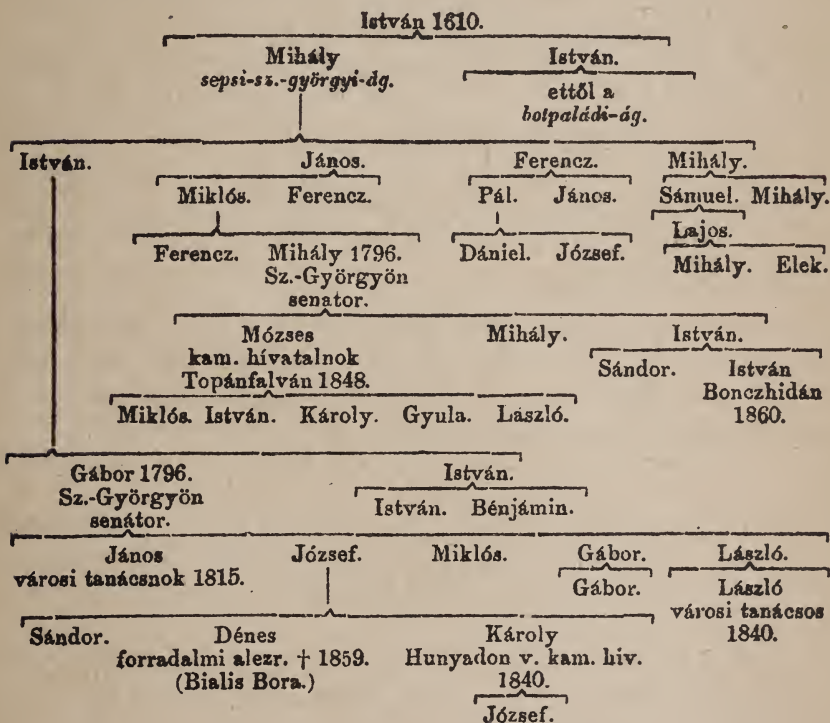 István 1610.
Mihály István.
sepsi-sz.-györgyi-ág. ettől a
botpaládi-ág.
István. János. Ferencz. Mihály.
Miklós. Ferencz. Pál. János. Sámuel. Mihály.
Lajos.
Ferencz. Mihály 1796. Dániel. József. Mihály. Elek.
Sz.-Györgyön
senator.
Mózses Mihály. István.
kam. hívatalnok Sándor. István
Topánfalván 1848. Bonczhidán
Miklós. István. Károly. Gyula. László. 1860.
Gábor 1796. István.
Sz.-Györgyön István. Bénjámin.
senátor.
János József. Miklós. Gábor. László.
városi tanácsnok 1815. Gábor. László
városi tanácsos
Sándor. Dénes Károly 1840.
forradalmi alezr. † 1859. Hunyadon v. kam. hiv.
(Bialis Bora.) 1840.
József.